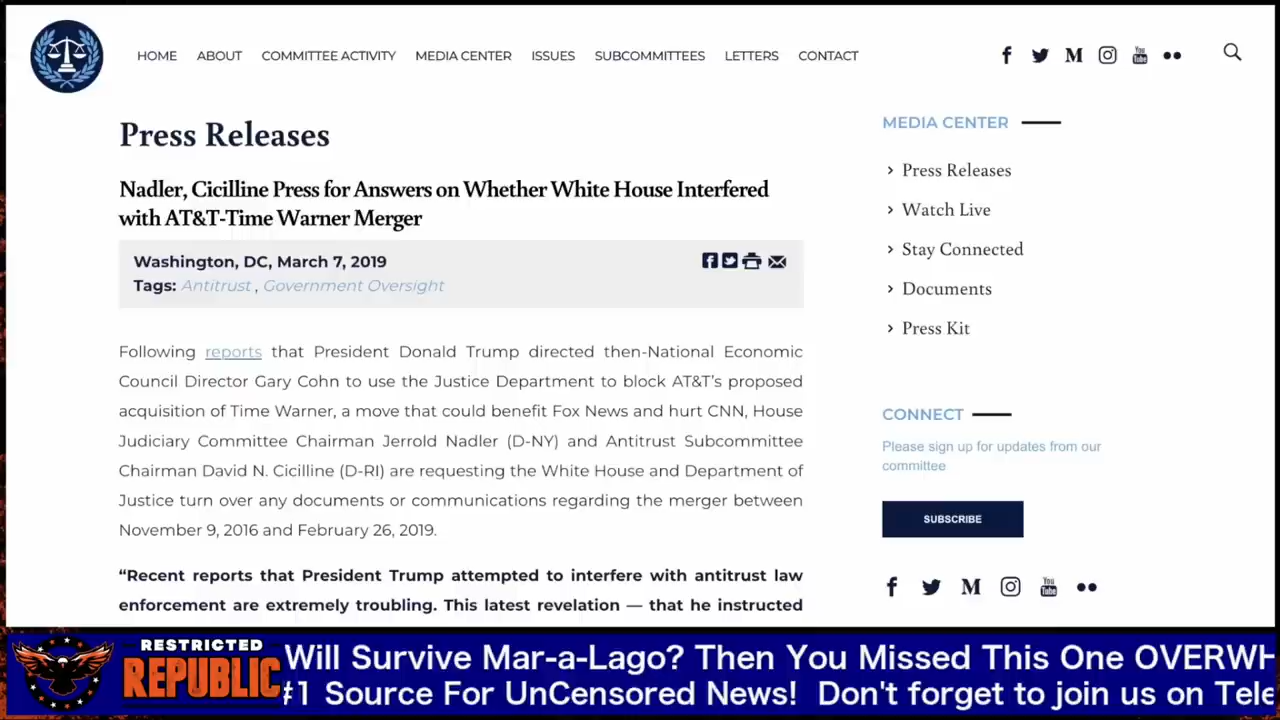 HOME ABOUT COMMITTEE ACTIVITY MEDIA CENTER ISSUES SUBCOMMITTEES LETTERS CONTACT
Press Releases
Nadler, Cicilline Press for Answers on Whether White House Interfered
with AT&T-Time Warner Merger
Washington, DC, March 7, 2019
Tags: Antitrust , Government Oversight
Following reports that President Donald Trump directed then-National Economic
Council Director Gary Cohn to use the Justice Department to block AT&T’s proposed
acquisition of Time Warner, a move that could benefit Fox News and hurt CNN, House
Judiciary Committee Chairman Jerrold Nadler (D-NY) and Antitrust Subcommittee
Chairman David N. Cicilline (D-RI) are requesting the White House and Department of
Justice turn over any documents or communications regarding the merger between
November 9, 2016 and February 26, 2019.
“Recent reports that President Trump attempted to interfere with antitrust law
enforcement are extremely troubling. This latest revelation — that he instructed
MEDIA CENTER
Press Releases
Watch Live
Stay Connected
Documents
Press Kit
CONNECT
Please sign up for updates from our
committee
SUBSCRIBE
RESTRICTED
REPUBLIC
Will Survive Mar-a-Lago? Then You Missed This One OVERWH
#1 Source For UnCensored News! Don't forget to join us on Tele